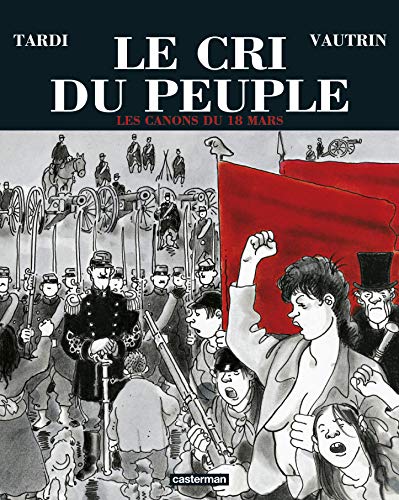 TARDI
VAUTRIN
LE CRI
DU PEUPLE
LES CANONS DU 18 MARS
casterman